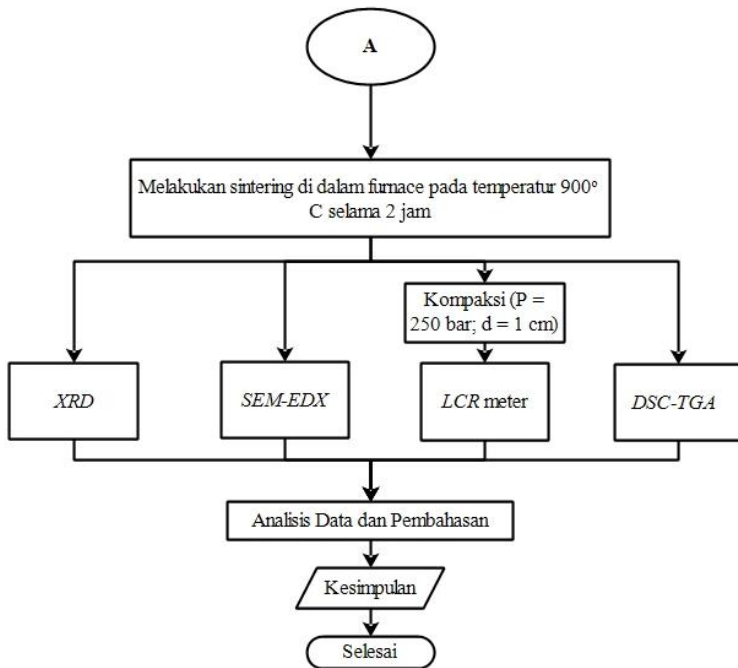 A
Melakukan sintering di dalam furnace pada temperatur 900°
C selama 2 jam
Kompaksi (P =
250 bar; d = 1 cm)
XRD
SEM-EDX
LCR meter
DSC-TGA
Analisis Data dan Pembahasan
Kesimpulan
Selesai